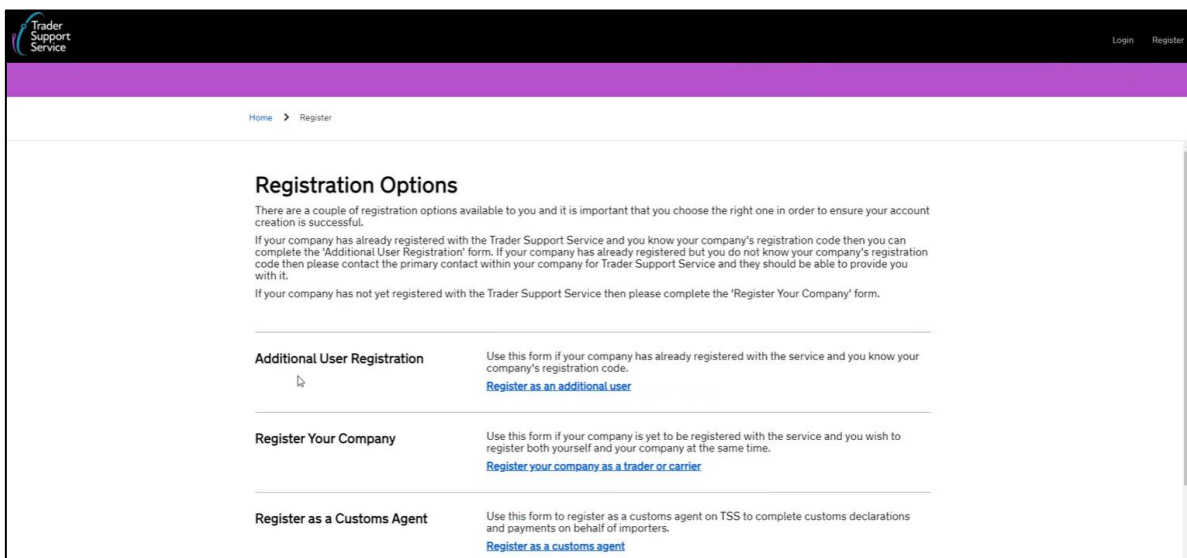 Trader
Support
Service
Login Register
Home > Register
Registration Options
There are a couple of registration options available to you and it is important that you choose the right one in order to ensure your account
creation is successful.
If your company has already registered with the Trader Support Service and you know your company's registration code then you can
complete the 'Additional User Registration' form. If your company has already registered but you do not know your company's registration
code then please contact the primary contact within your company for Trader Support Service and they should be able to provide you
with it.
If your company has not yet registered with the Trader Support Service then please complete the 'Register Your Company' form.
Additional User Registration
Use this form if your company has already registered with the service and you know your
company's registration code.
Register as an additional user
Register Your Company
Use this form if your company is yet to be registered with the service and you wish to
register both yourself and your company at the same time.
Register your company as a trader or carrier
Register as a Customs Agent
Use this form to register as a customs agent on TSS to complete customs declarations
and payments on behalf of importers.
Register as a customs agent